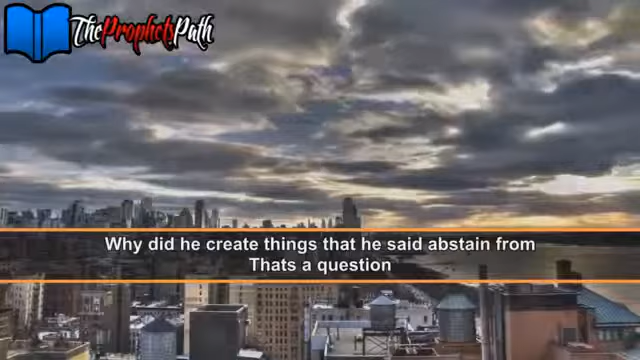 TheProphetsPath
Why did he create things that he said abstain from
Thats a question